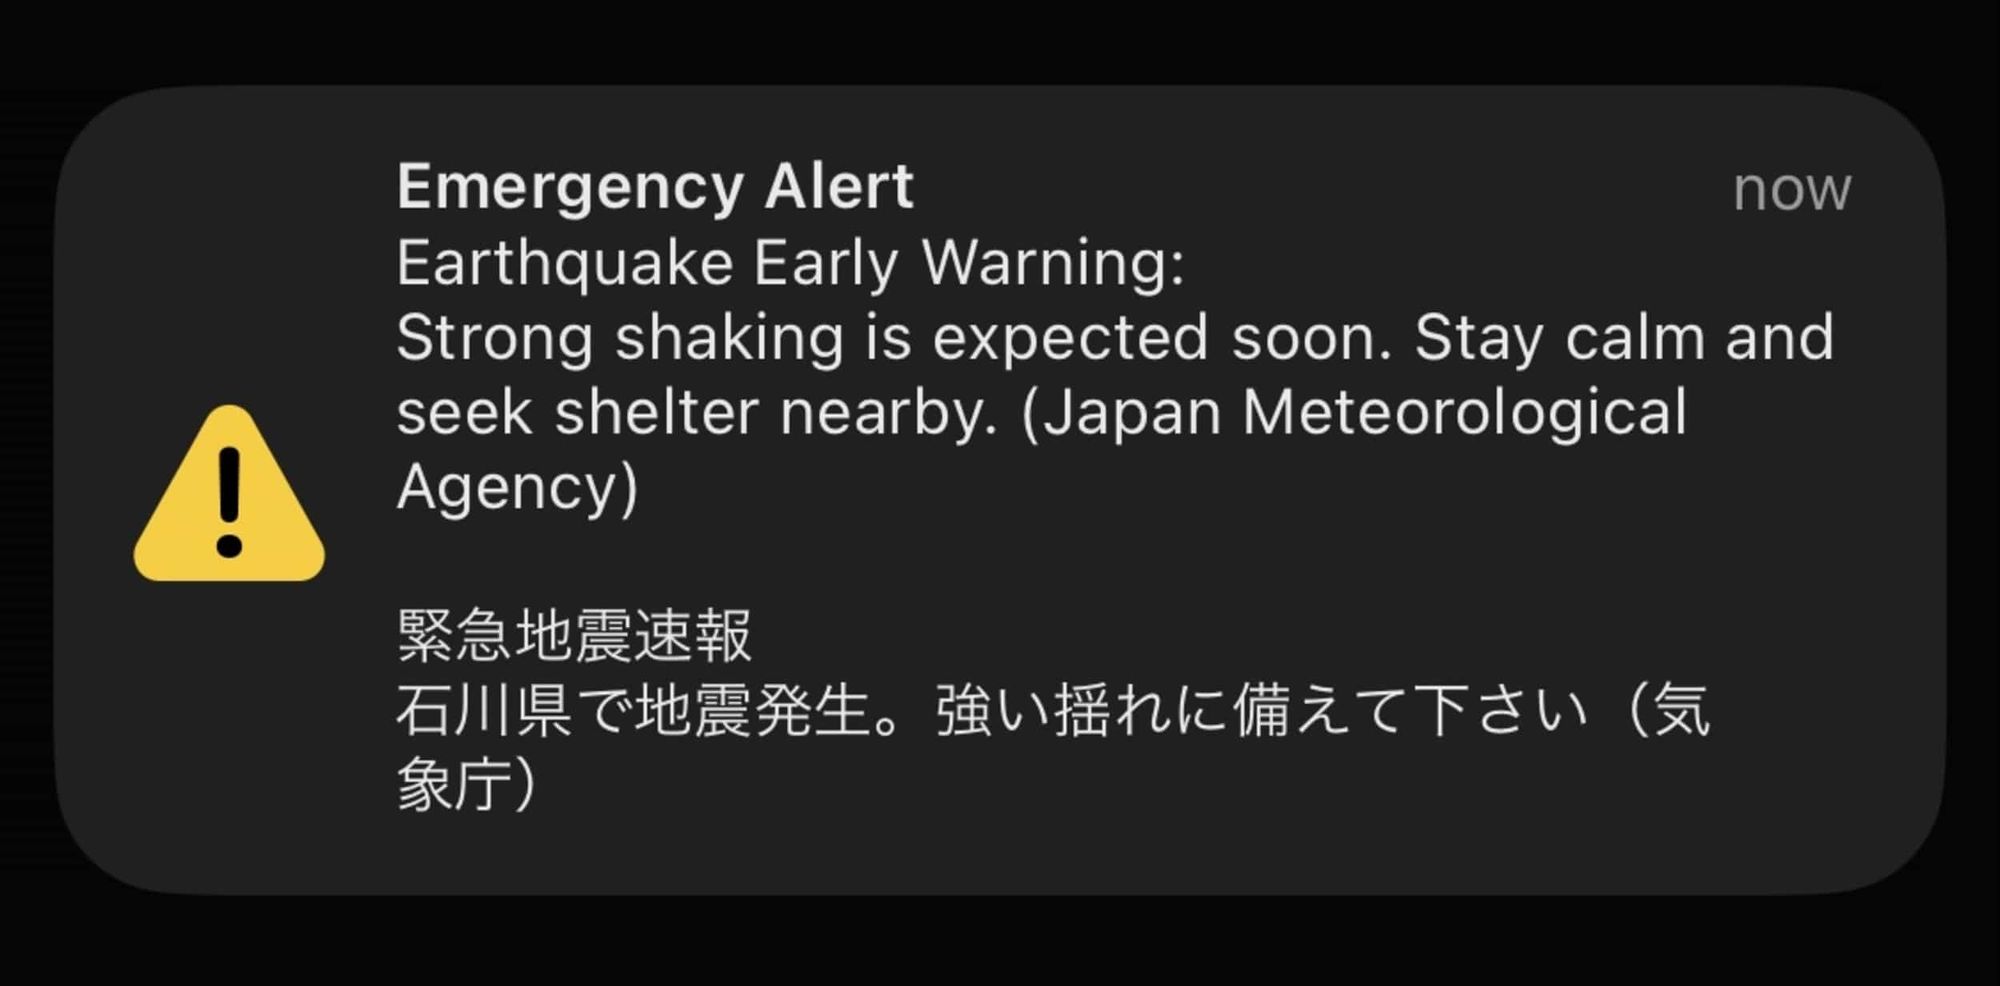 Emergency Alert
now
Earthquake Early Warning:
Strong shaking is expected soon. Stay calm and
seek shelter nearby. (Japan Meteorological
Agency)
緊急地震速報
石川県で地震発生。強い揺れに備えて下さい（気
象庁）